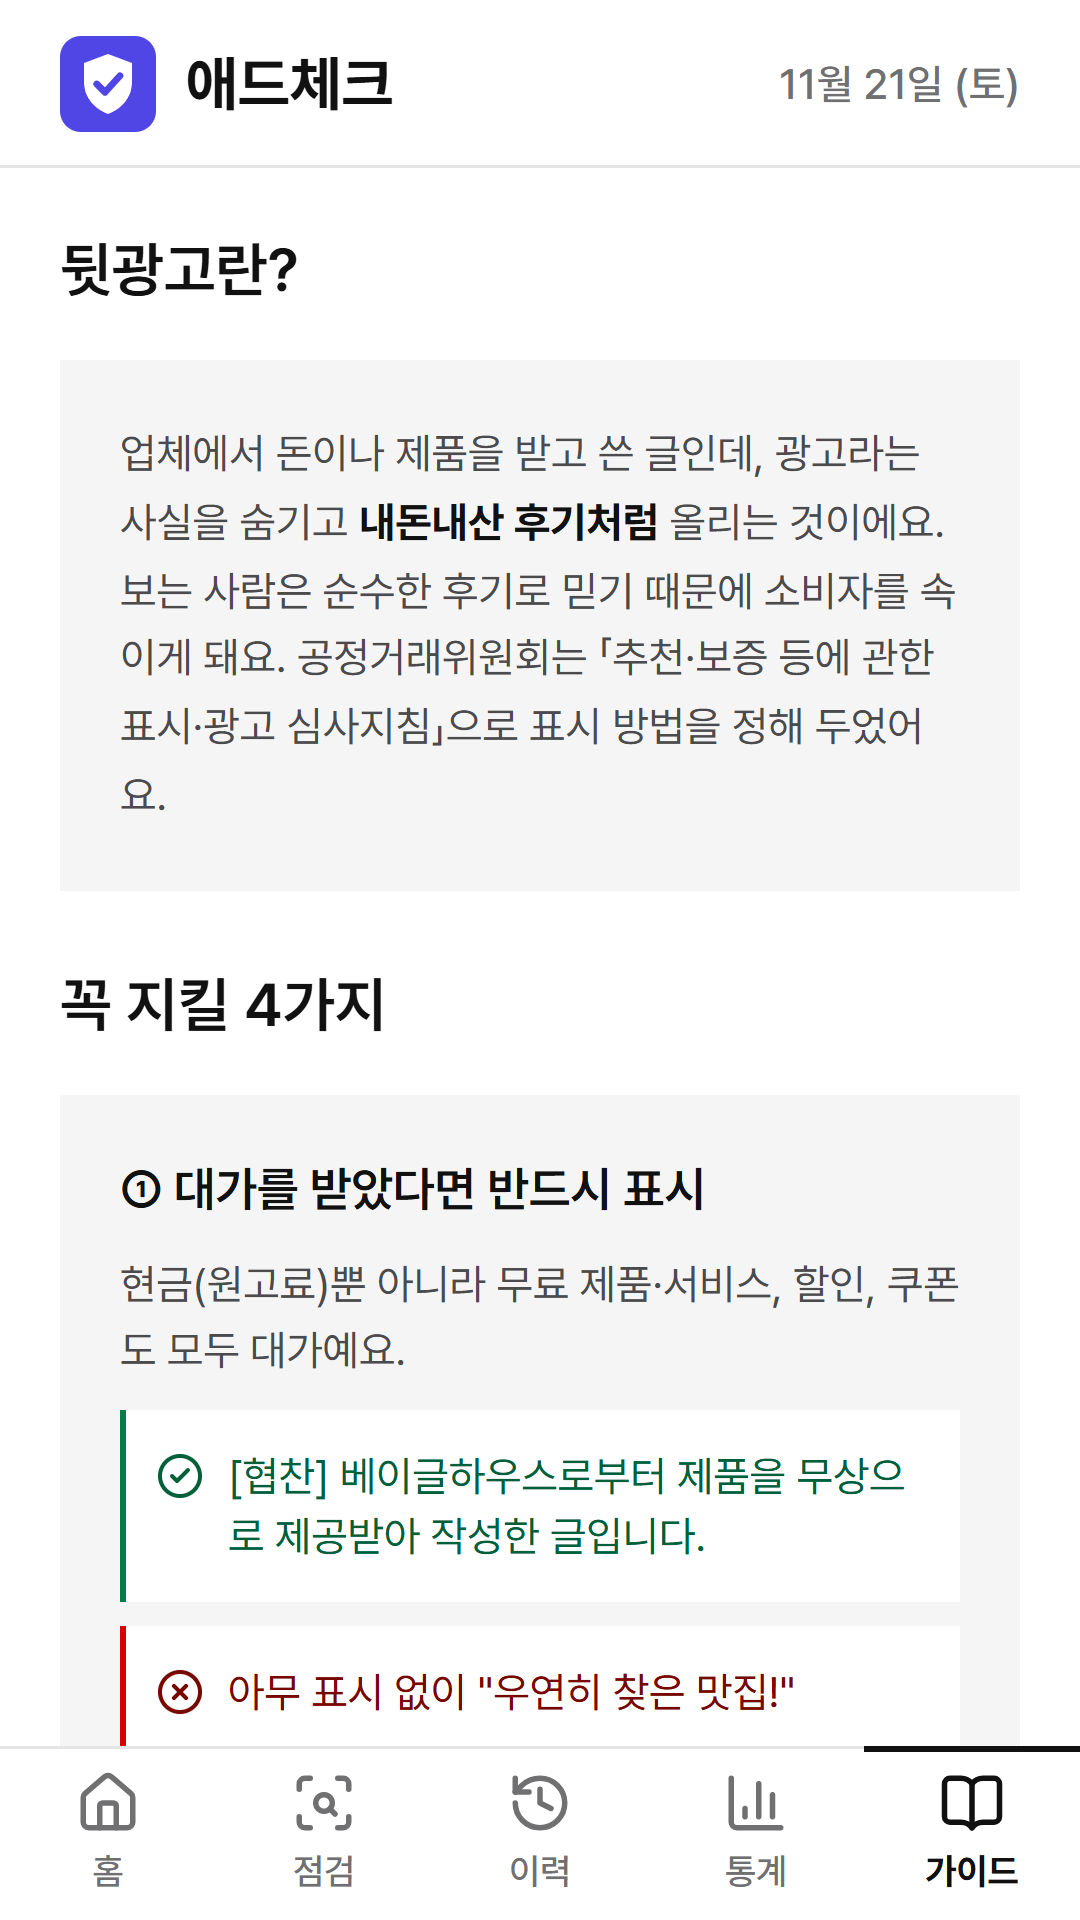 애드체크
11월 21일 (토)
뒷광고란?
업체에서 돈이나 제품을 받고 쓴 글인데, 광고라는
사실을 숨기고 내돈내산 후기처럼 올리는 것이에요.
보는 사람은 순수한 후기로 믿기 때문에 소비자를 속
이게 돼요. 공정거래위원회는 「추천·보증 등에 관한
표시·광고 심사지침」으로 표시 방법을 정해 두었어
요.
꼭 지킬 4가지
① 대가를 받았다면 반드시 표시
현금(원고료)뿐 아니라 무료 제품·서비스, 할인, 쿠폰
도 모두 대가예요.
[협찬] 베이글하우스로부터 제품을 무상으
로 제공받아 작성한 글입니다.
아무 표시 없이 "우연히 찾은 맛집!"
홈
점검
이력
통계
가이드